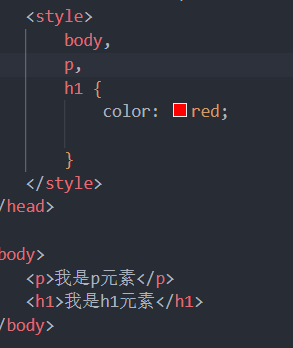 <style>
body,
p,
h1 {
color: red;
}
</style>
/head>
body>
<p>我是p元素</p>
<h1>我是h1元素</h1>
/body>